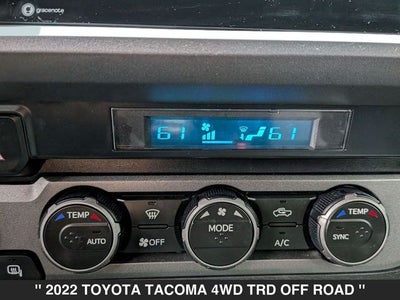 gracenote
61 61
TEMP TEMP
AUTO OFF MODE A/C SYNC
" 2022 TOYOTA TACOMA 4WD TRD OFF ROAD "